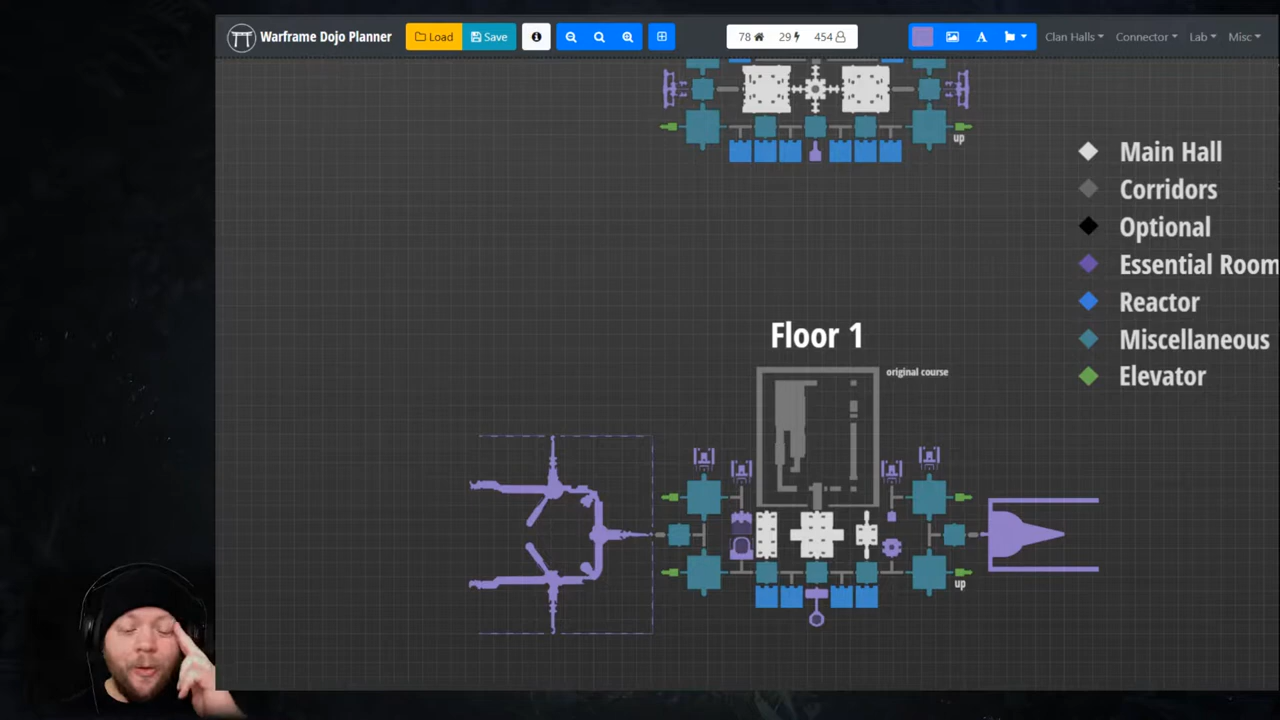 Warframe Dojo Planner Load Save 78 29 454 A Clan Halls Connector Lab Misc
up
Main Hall
Corridors
Optional
Essential Room
Reactor
Miscellaneous
Elevator
Floor 1
original course
up